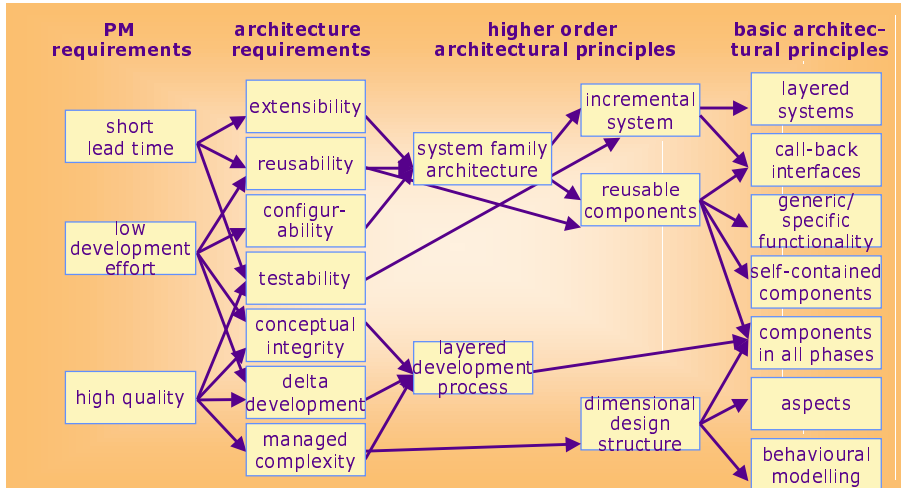 PM
requirements
architecture
requirements
higher order
architectural principles
basic architec-
tural principles
short
lead time
low
development
effort
high quality
extensibility
reusability
configur-
ability
testability
conceptual
integrity
delta
development
managed
complexity
system family
architecture
layered
development
process
incremental
system
reusable
components
dimensional
design
structure
layered
systems
call-back
interfaces
generic/
specific
functionality
self-contained
components
components
in all phases
aspects
behavioural
modelling